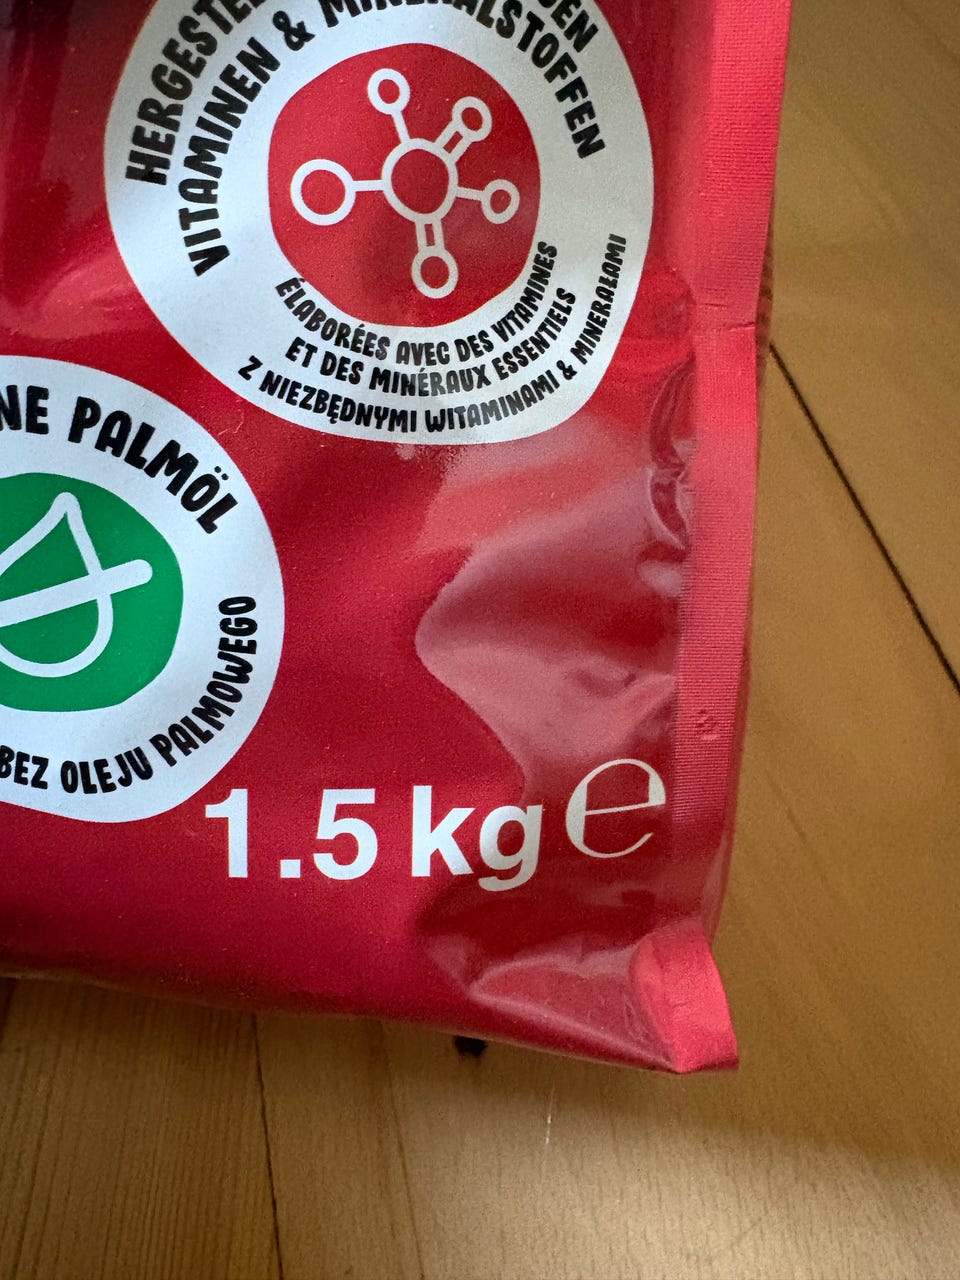 VITAMINEN & MINERALSTOFFEN
ÉLABORÉES AVEC DES VITAMINES
ET DES MINÉRAUX ESSENTIELS
Z NIEZBĘDNYMI WITAMINAMI & MINERAŁAMI
PALMÖL
BEZ OLEJU PALMOWEGO
1.5 kg ℮